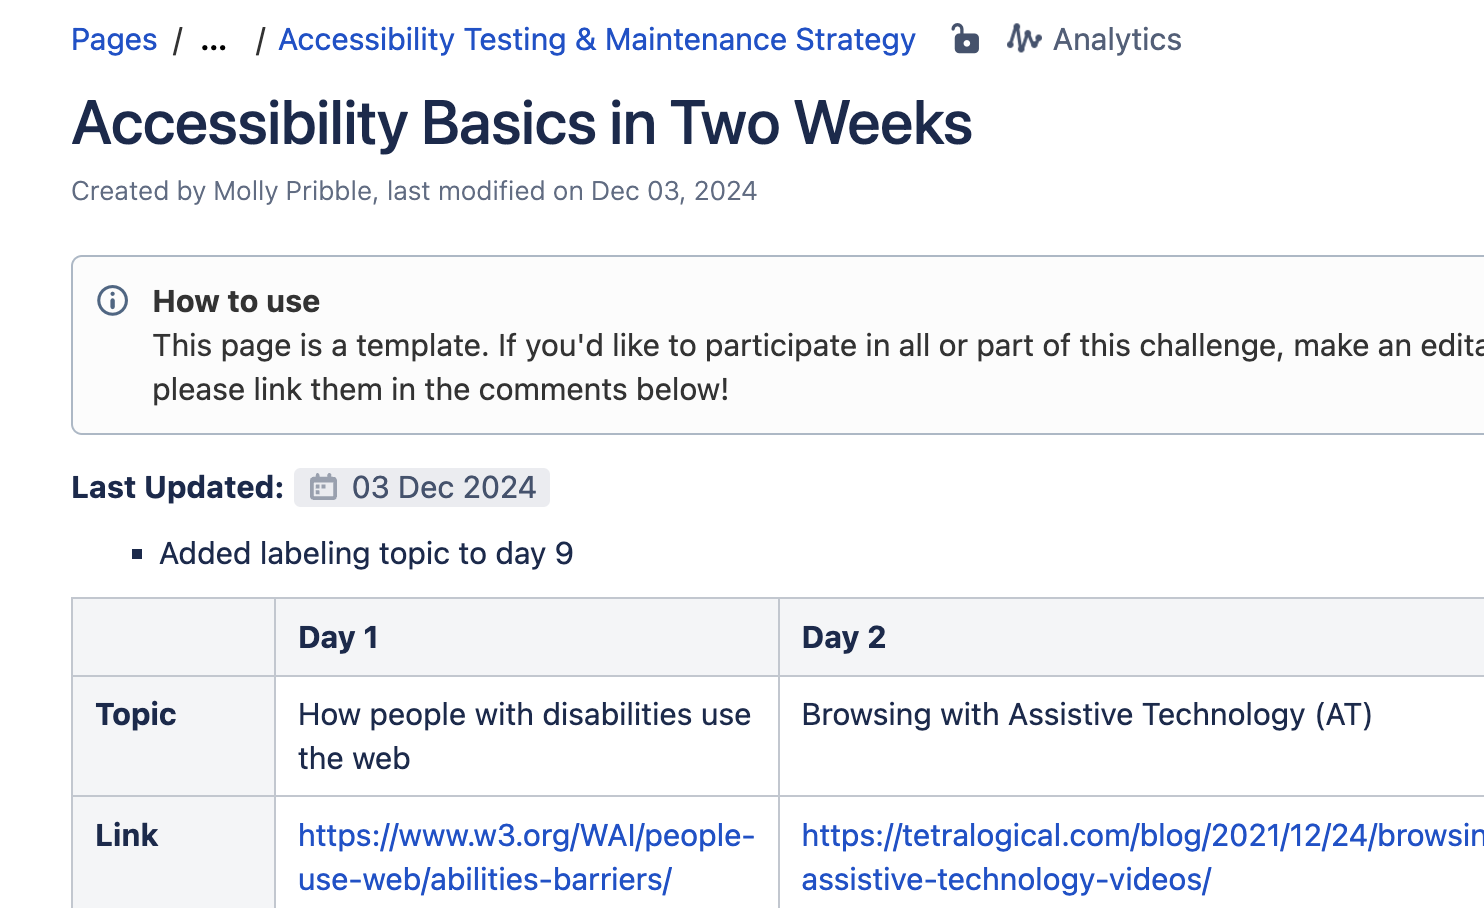 Pages / ... / Accessibility Testing & Maintenance Strategy Analytics
Accessibility Basics in Two Weeks
Created by Molly Pribble, last modified on Dec 03, 2024
How to use
This page is a template. If you'd like to participate in all or part of this challenge, make an
please link them in the comments below!
Last Updated: 03 Dec 2024
▪ Added labeling topic to day 9
Day 1 Day 2
Topic How people with disabilities use Browsing with Assistive Technology (AT)
the web
Link https://www.w3.org/WAI/people- https://tetralogical.com/blog/2021/12/24/browsin
use-web/abilities-barriers/ assistive-technology-videos/